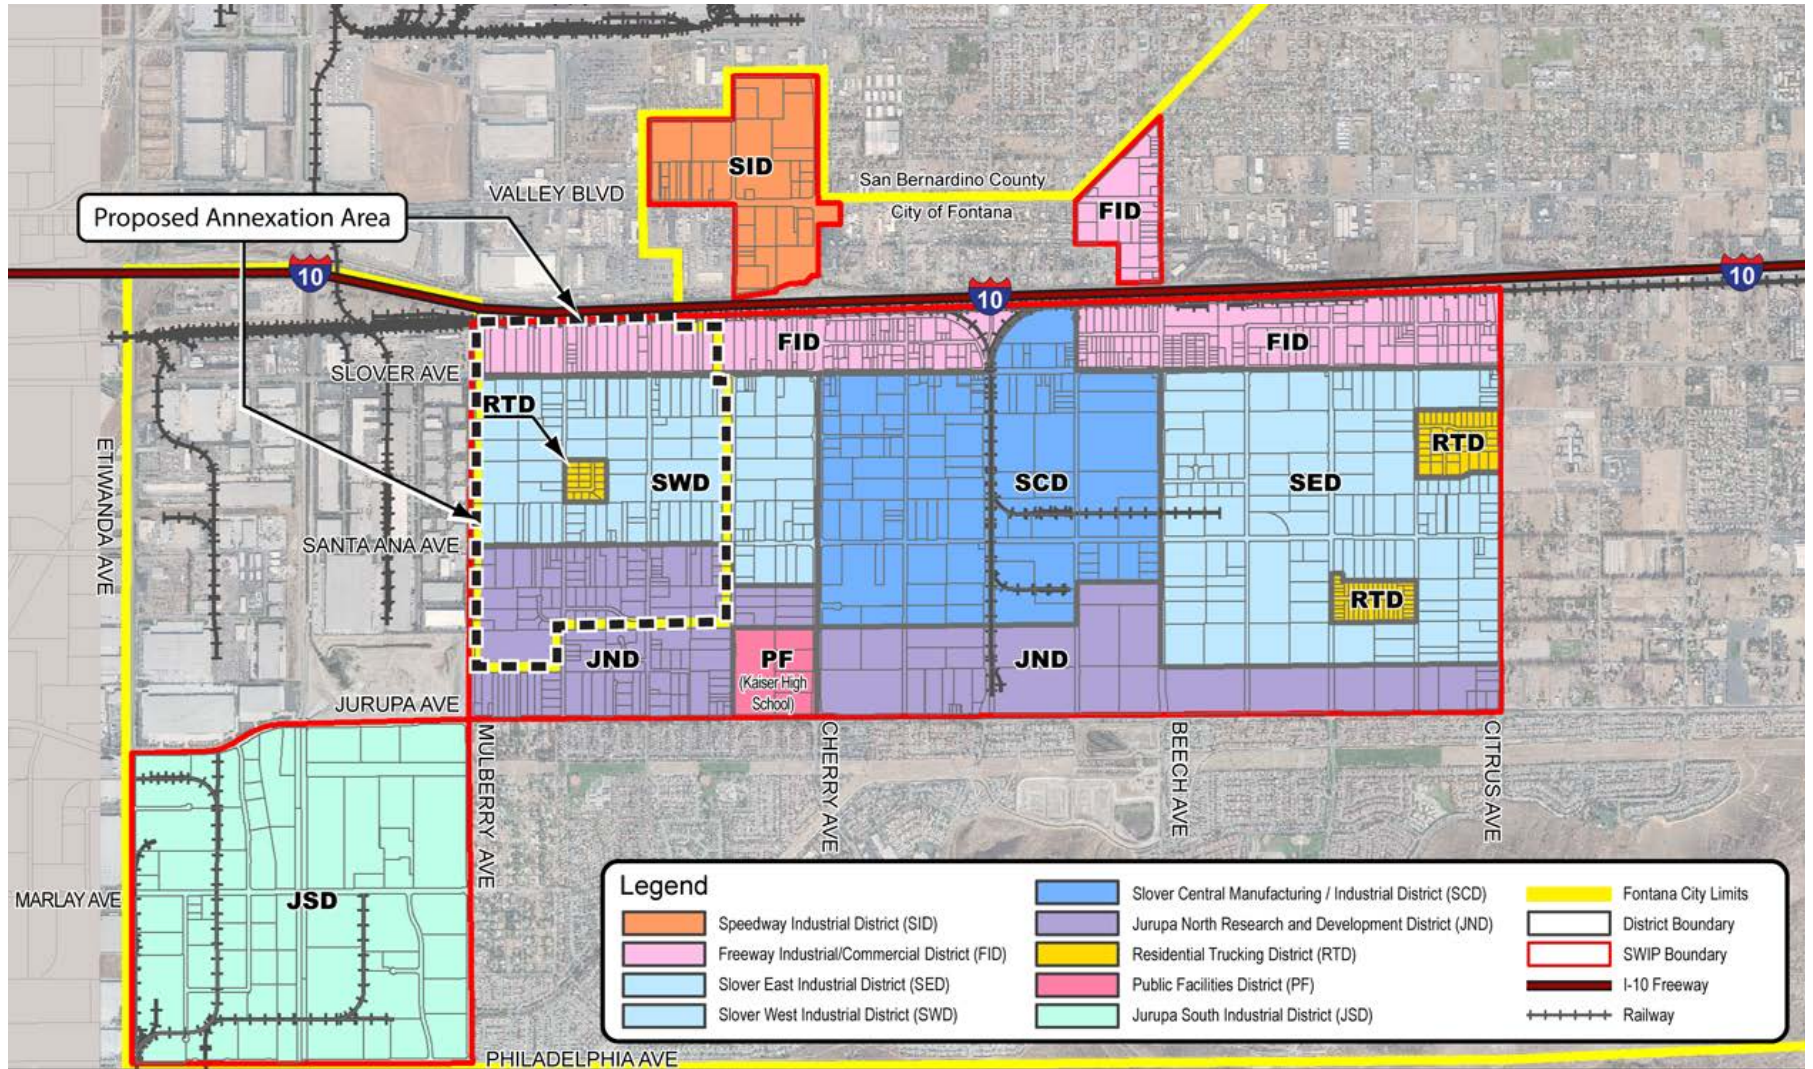 SID
VALLEY BLVD
San Bernardino County
City of Fontana
FID
Proposed Annexation Area
10
10
10
FID
FID
SLOVER AVE
RTD
ETIWANDA AVE
SWD
SCD
SED
RTD
SANTA ANA AVE
RTD
JND
PF
(Kaiser High
School)
JND
JURUPA AVE
MULBERRY AVE
CHERRY AVE
BEECH AVE
CITRUS AVE
MARLAY AVE
JSD
PHILADELPHIA AVE
Legend
Speedway Industrial District (SID)
Freeway Industrial/Commercial District (FID)
Slover East Industrial District (SED)
Slover West Industrial District (SWD)
Slover Central Manufacturing / Industrial District (SCD)
Jurupa North Research and Development District (JND)
Residential Trucking District (RTD)
Public Facilities District (PF)
Jurupa South Industrial District (JSD)
Fontana City Limits
District Boundary
SWIP Boundary
I-10 Freeway
Railway